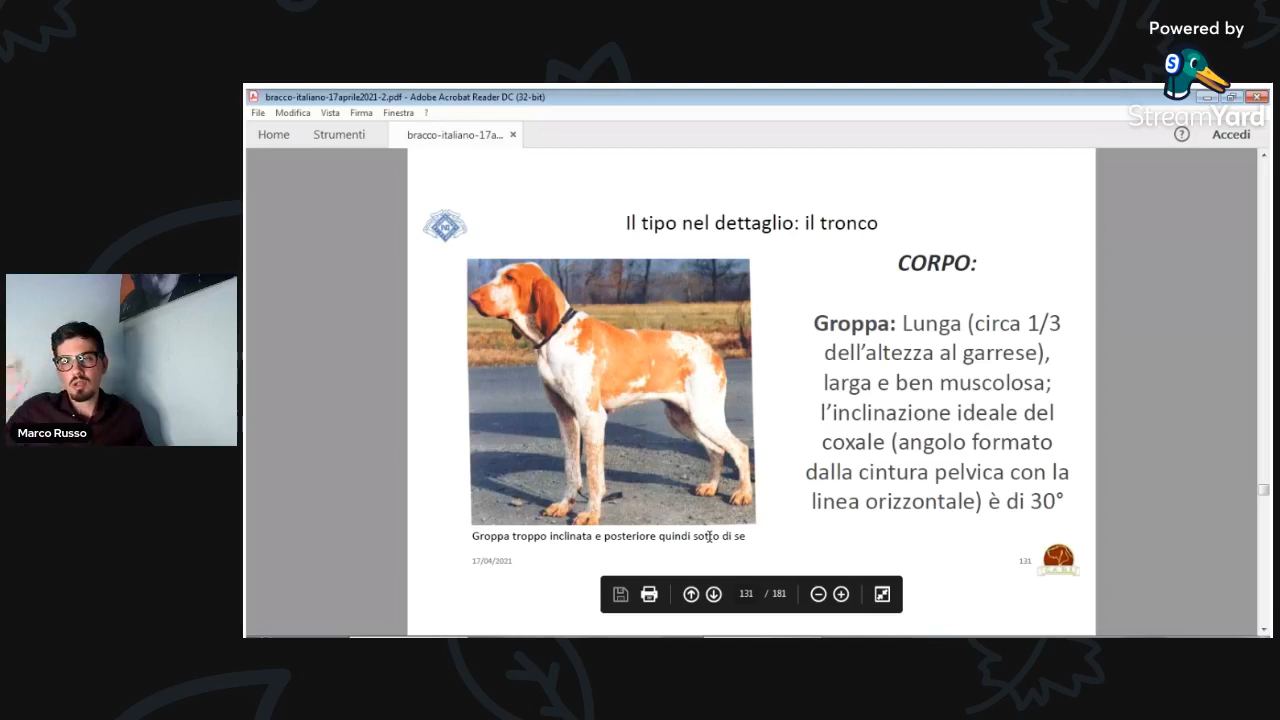 Powered by
StreamYard
bracco-italiano-17aprile2021-2.pdf - Adobe Acrobat Reader DC (32-bit)
File Modifica Vista Firma Finestra ?
Home Strumenti bracco-italiano-17a... × ? Accedi
Il tipo nel dettaglio: il tronco
CORPO:
Groppa: Lunga (circa 1/3
dell'altezza al garrese),
larga e ben muscolosa;
l'inclinazione ideale del
coxale (angolo formato
dalla cintura pelvica con la
linea orizzontale) è di 30°
Groppa troppo inclinata e posteriore quindi sotto di se
17/04/2021
131
131 / 181
Marco Russo